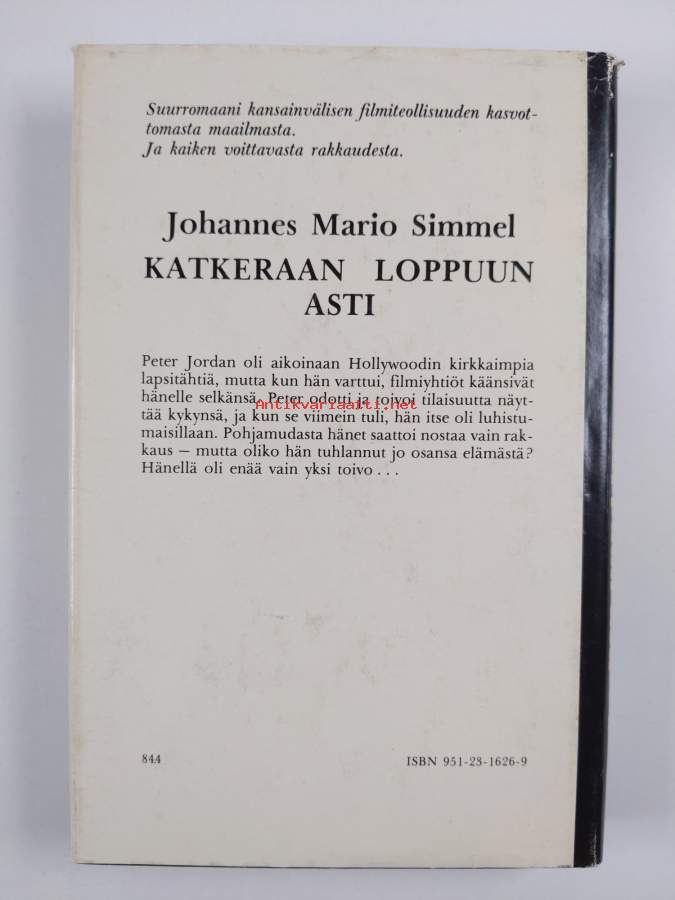 Suurromaani kansainvälisen filmiteollisuuden kasvot-
tomasta maailmasta.
Ja kaiken voittavasta rakkaudesta.
Johannes Mario Simmel
KATKERAAN LOPPUUN
ASTI
Peter Jordan oli aikoinaan Hollywoodin kirkkaimpia
lapsitähtiä, mutta kun hän varttui, filmiyhtiöt käänsivät
hänelle selkänsä. Peter odotti ja toivoi tilaisuutta näyt-
Antikvariaatti.net
tää kykynsä, ja kun se viimein tuli, hän itse oli luhistu-
maisillaan. Pohjamudasta hänet saattoi nostaa vain rak-
kaus — mutta oliko hän tuhlannut jo osansa elämästä?
Hänellä oli enää vain yksi toivo . . .
84.4
ISBN 951-23-1626-9